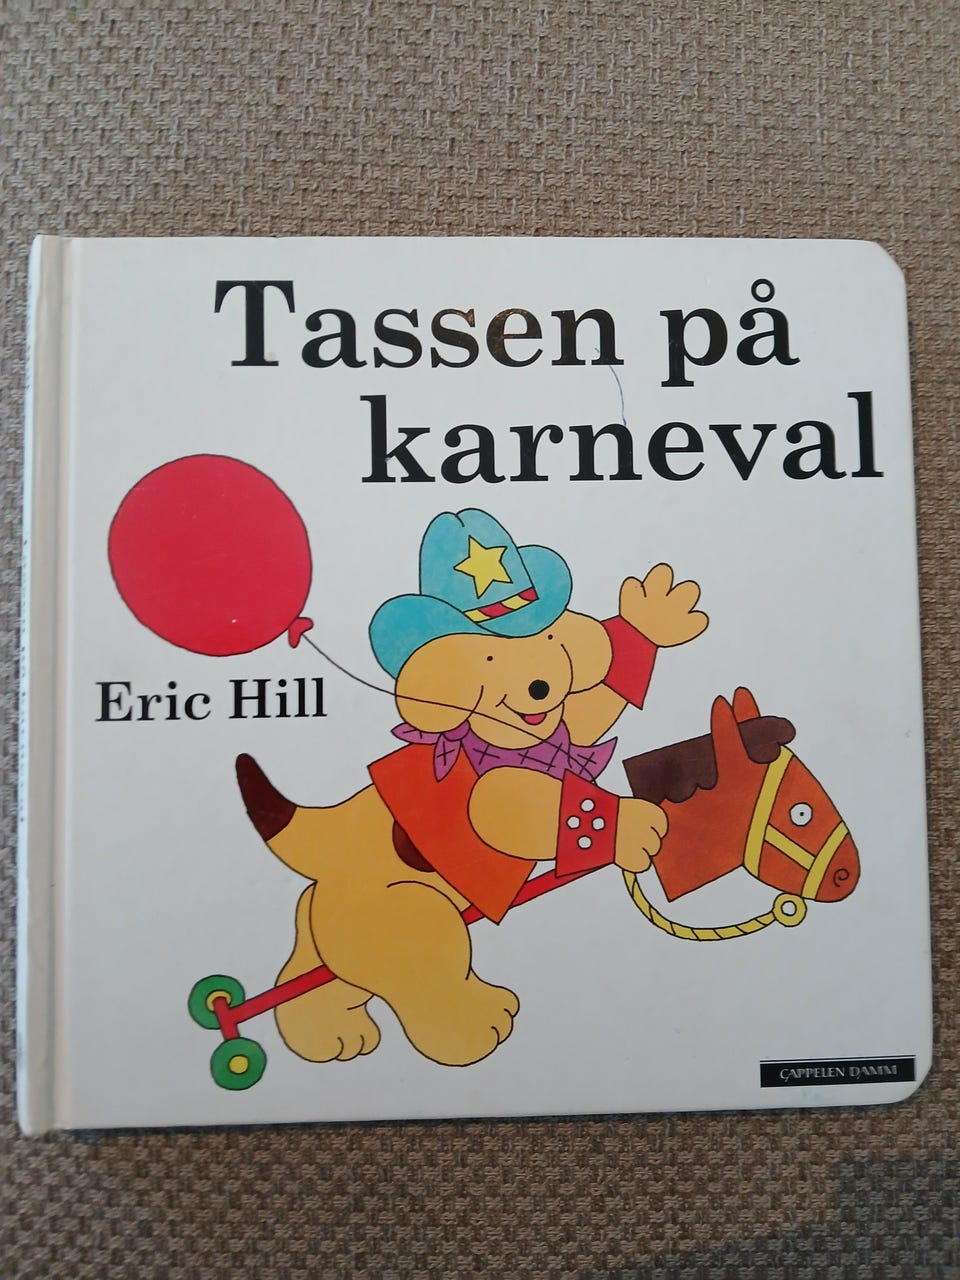 Tassen på
karneval
Eric Hill
CAPPELEN DAMM